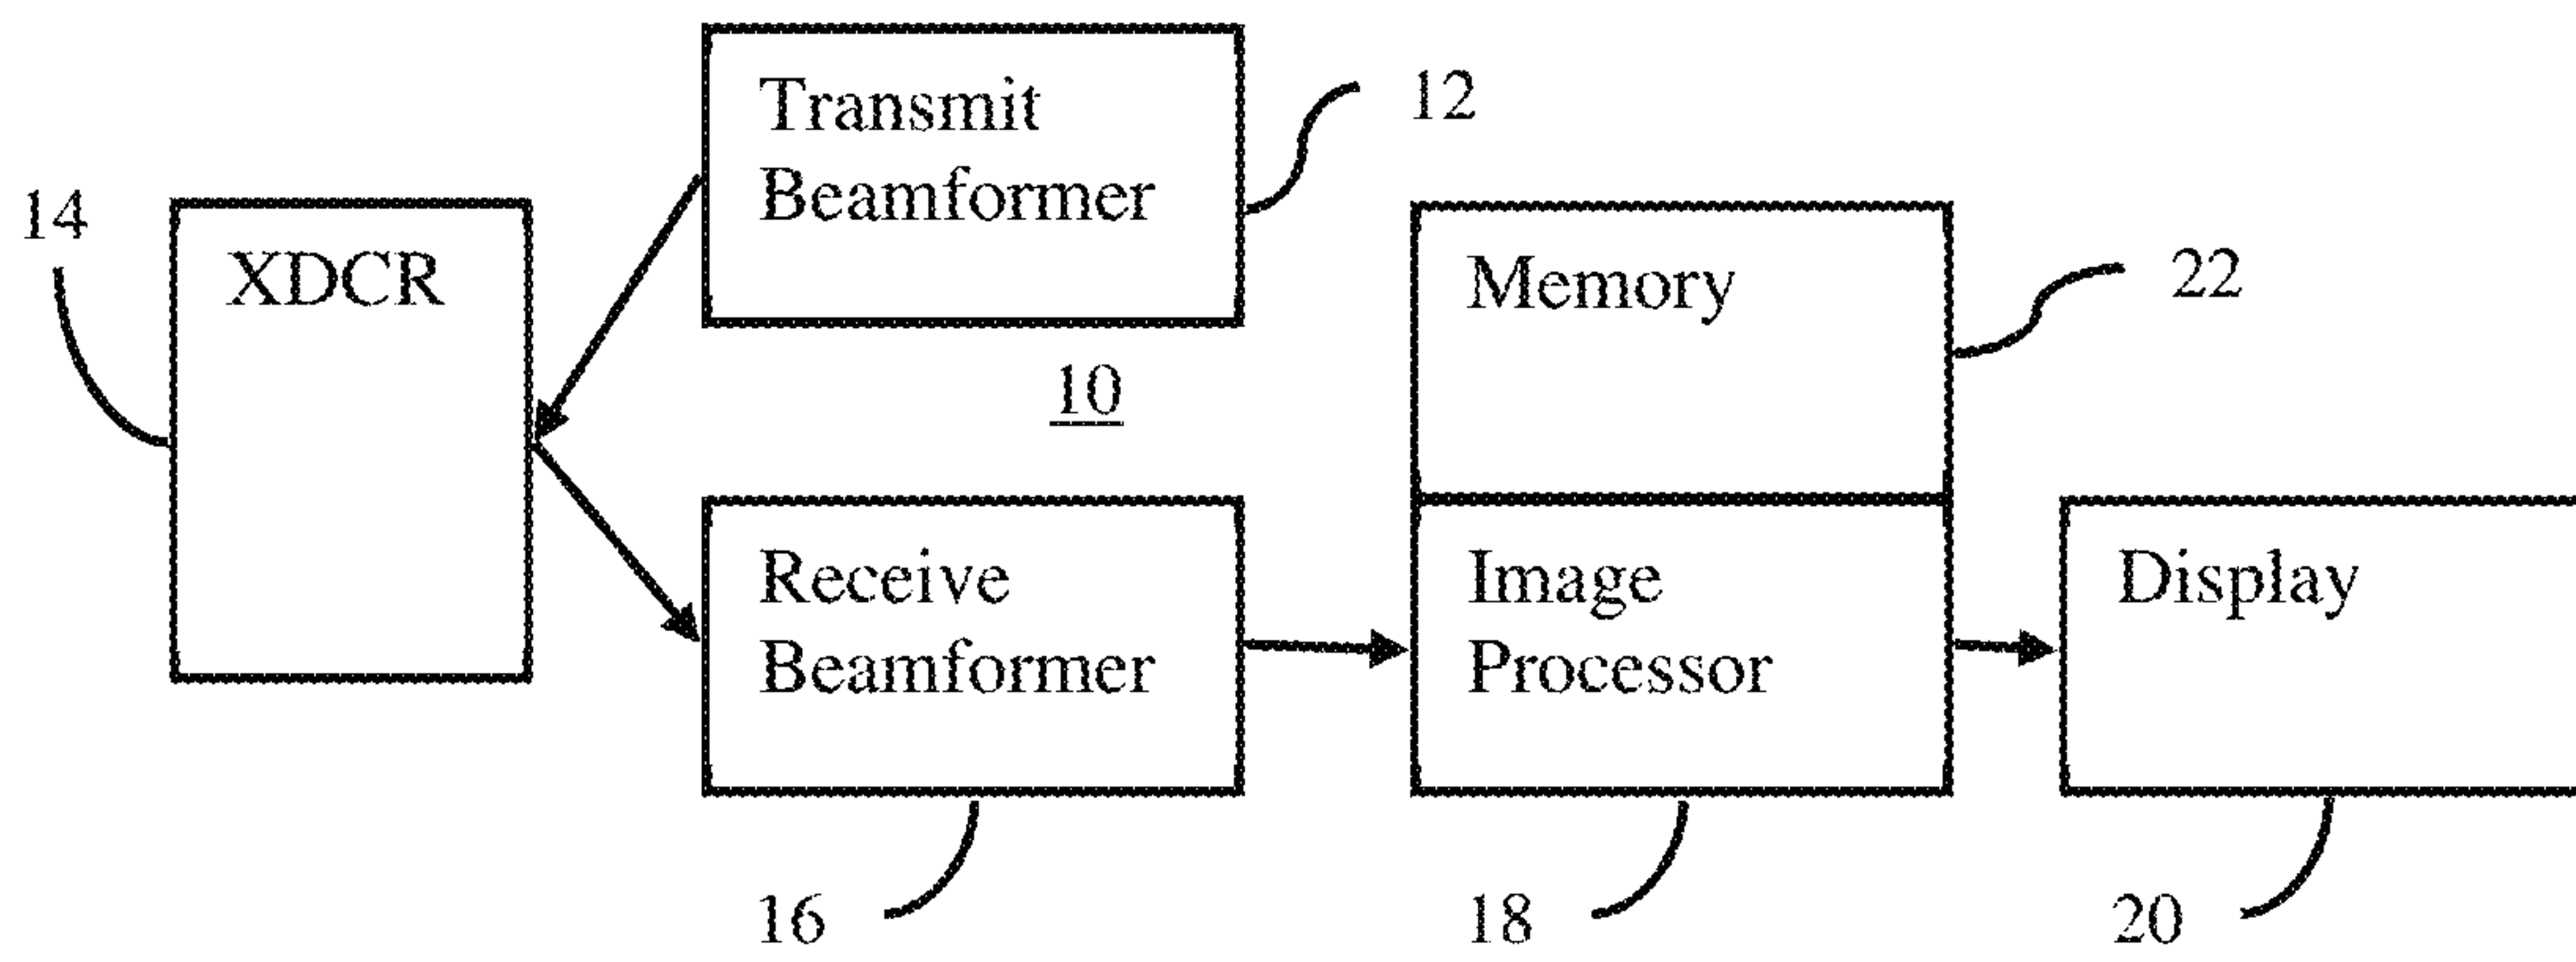 Transmit
Beamformer
12
14
XDCR
Memory
22
10
Receive
Beamformer
Image
Processor
Display
16
18
20